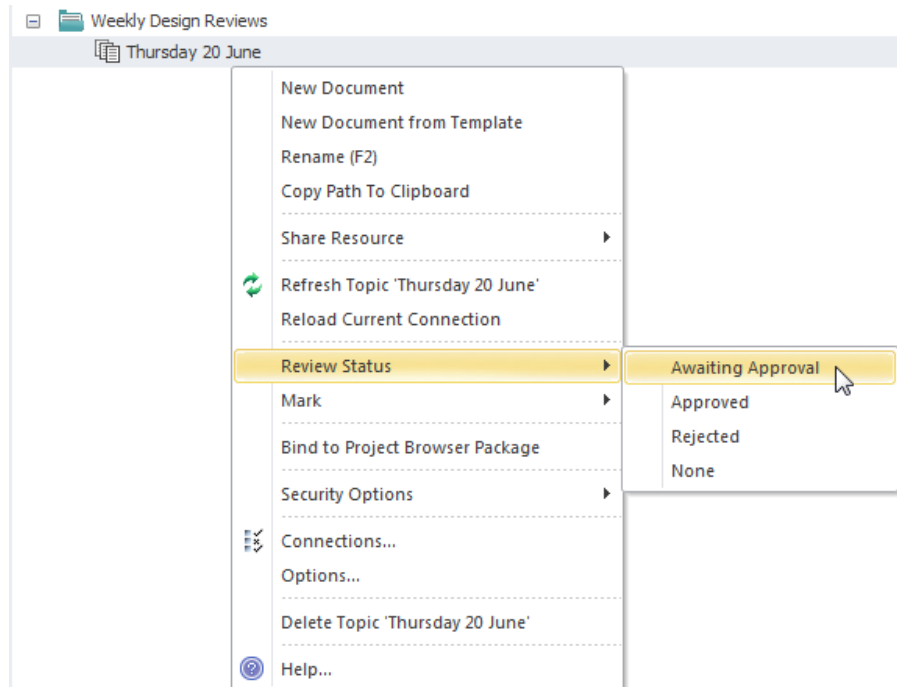 Weekly Design Reviews
Thursday 20 June
New Document
New Document from Template
Rename (F2)
Copy Path To Clipboard
Share Resource
Refresh Topic 'Thursday 20 June'
Reload Current Connection
Review Status
Awaiting Approval
Mark
Approved
Rejected
Bind to Project Browser Package
None
Security Options
Connections...
Options...
Delete Topic 'Thursday 20 June'
Help...